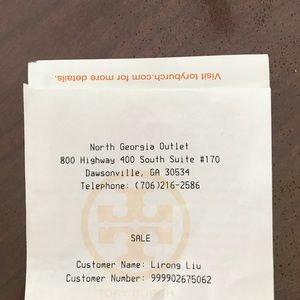 Visit toryburch.com for more details.
North Georgia Outlet
800 Highway 400 South Suite #170
Dawsonville, GA 30534
Telephone: (706)216-2586
SALE
Customer Name: Lirong Liu
Customer Number: 999902675062